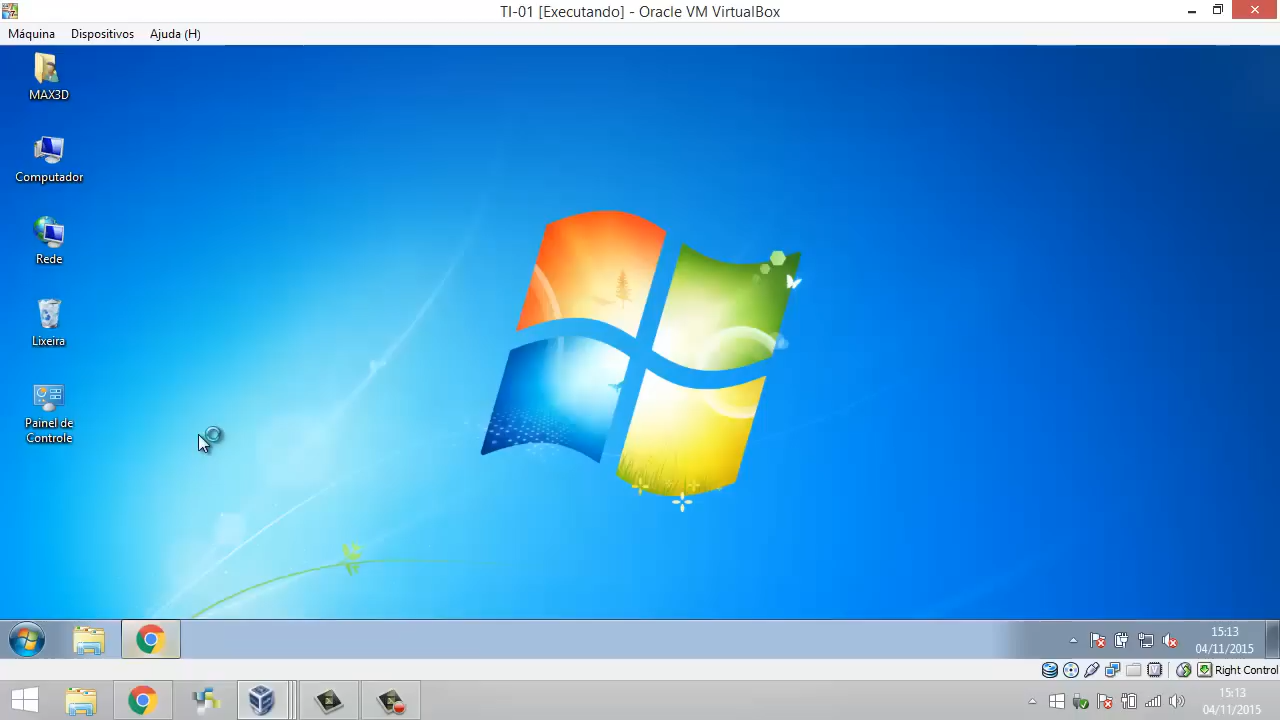 TI-01 [Executando] - Oracle VM VirtualBox
Máquina Dispositivos Ajuda (H)
MAX3D
Computador
Rede
Lixeira
Painel de
Controle
15:13
04/11/2015
Right Control
15:13
04/11/2015